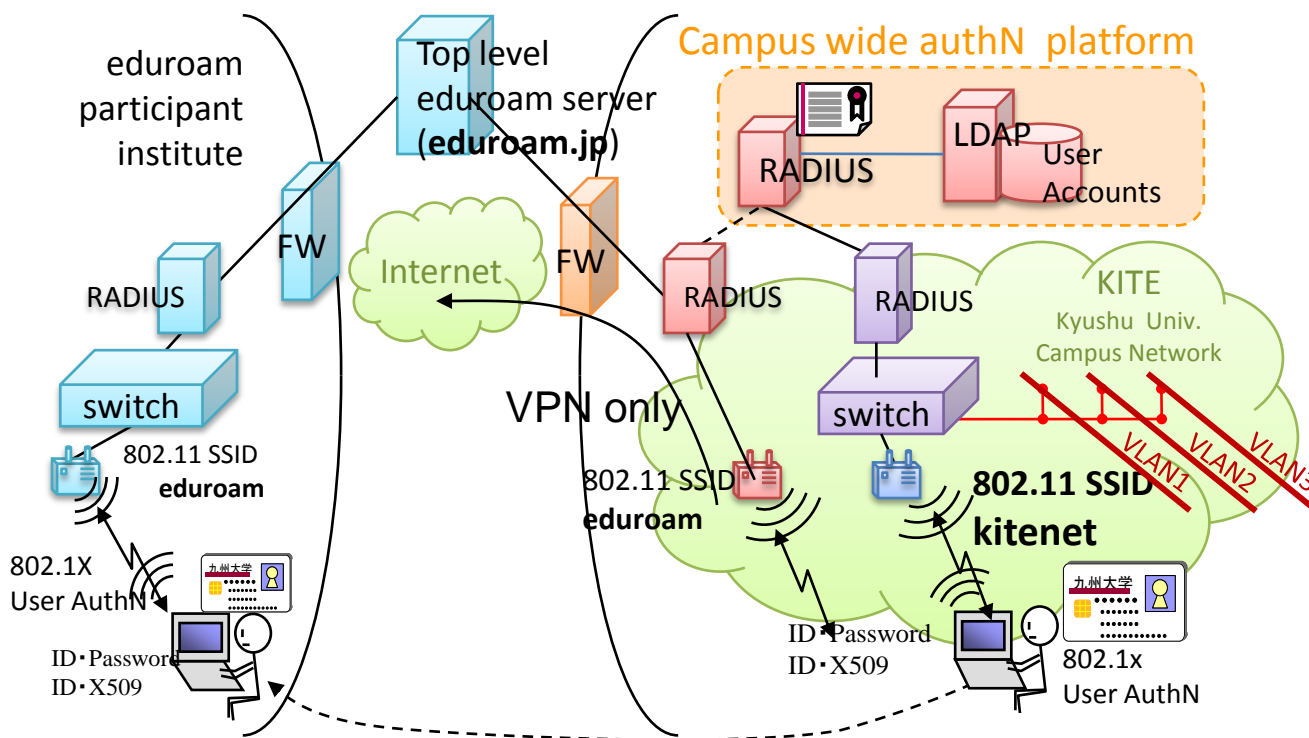 eduroam
participant
institute
Top level
eduroam server
(eduroam.jp)
Campus wide authN platform
RADIUS
LDAP
User
Accounts
FW
Internet
FW
RADIUS
RADIUS
RADIUS
KITE
Kyushu Univ.
Campus Network
switch
VPN only
switch
VLAN1
VLAN2
VLAN3
802.11 SSID
eduroam
802.11 SSID
eduroam
802.11 SSID
kitenet
802.1X
User AuthN
九州大学
ID・Password
ID・X509
ID・Password
ID・X509
九州大学
802.1x
User AuthN